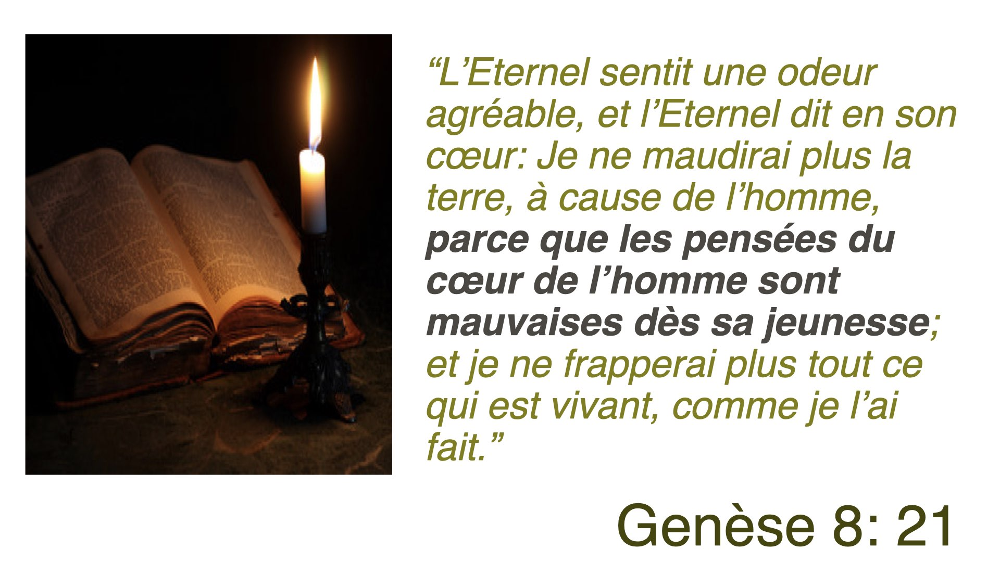 “L’Eternel sentit une odeur
agréable, et l’Eternel dit en son
cœur: Je ne maudirai plus la
terre, à cause de l’homme,
parce que les pensées du
cœur de l’homme sont
mauvaises dès sa jeunesse;
et je ne frapperai plus tout ce
qui est vivant, comme je l’ai
fait.”
Genèse 8: 21